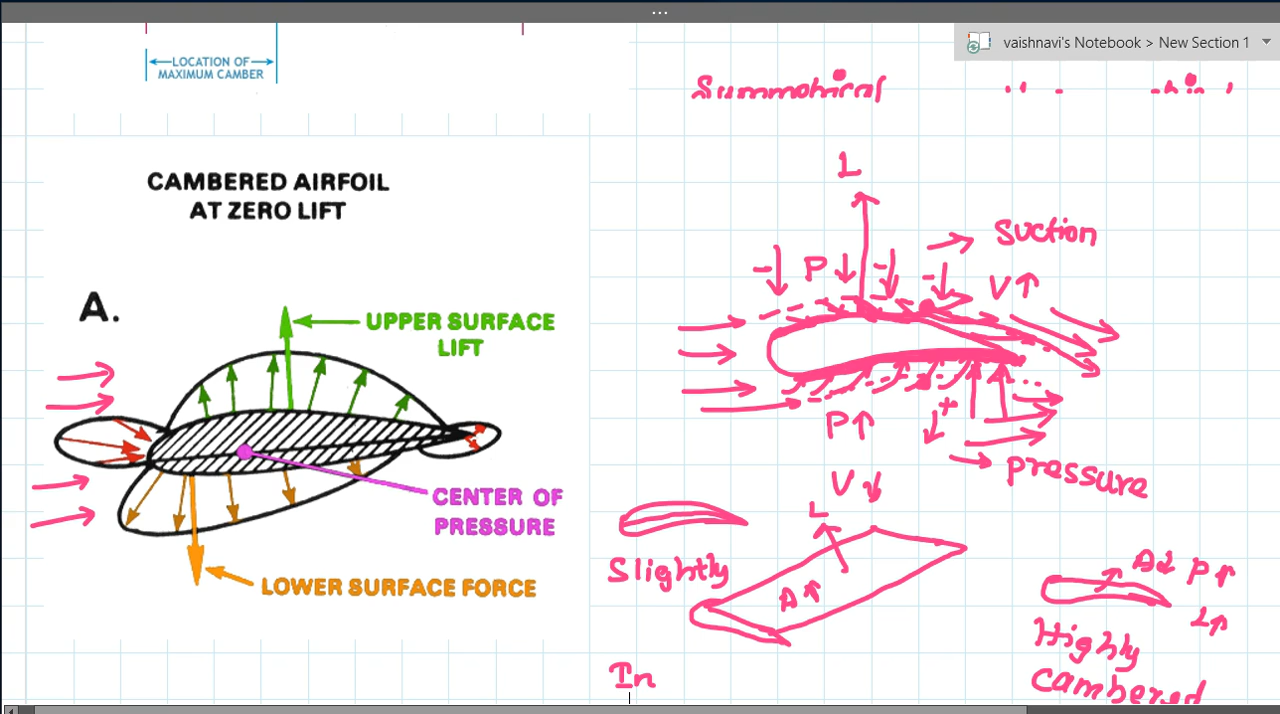 ...
vaishnavi's Notebook > New Section 1
LOCATION OF
MAXIMUM CAMBER
CAMBERED AIRFOIL
AT ZERO LIFT
A.
UPPER SURFACE
LIFT
CENTER OF
PRESSURE
LOWER SURFACE FORCE
L
Suction
- P ↓ - -
V↑
P↑
+
pressure
V↓
Slightly
L
A↑
A↓ P↑
L↑
Highly
cambered
In